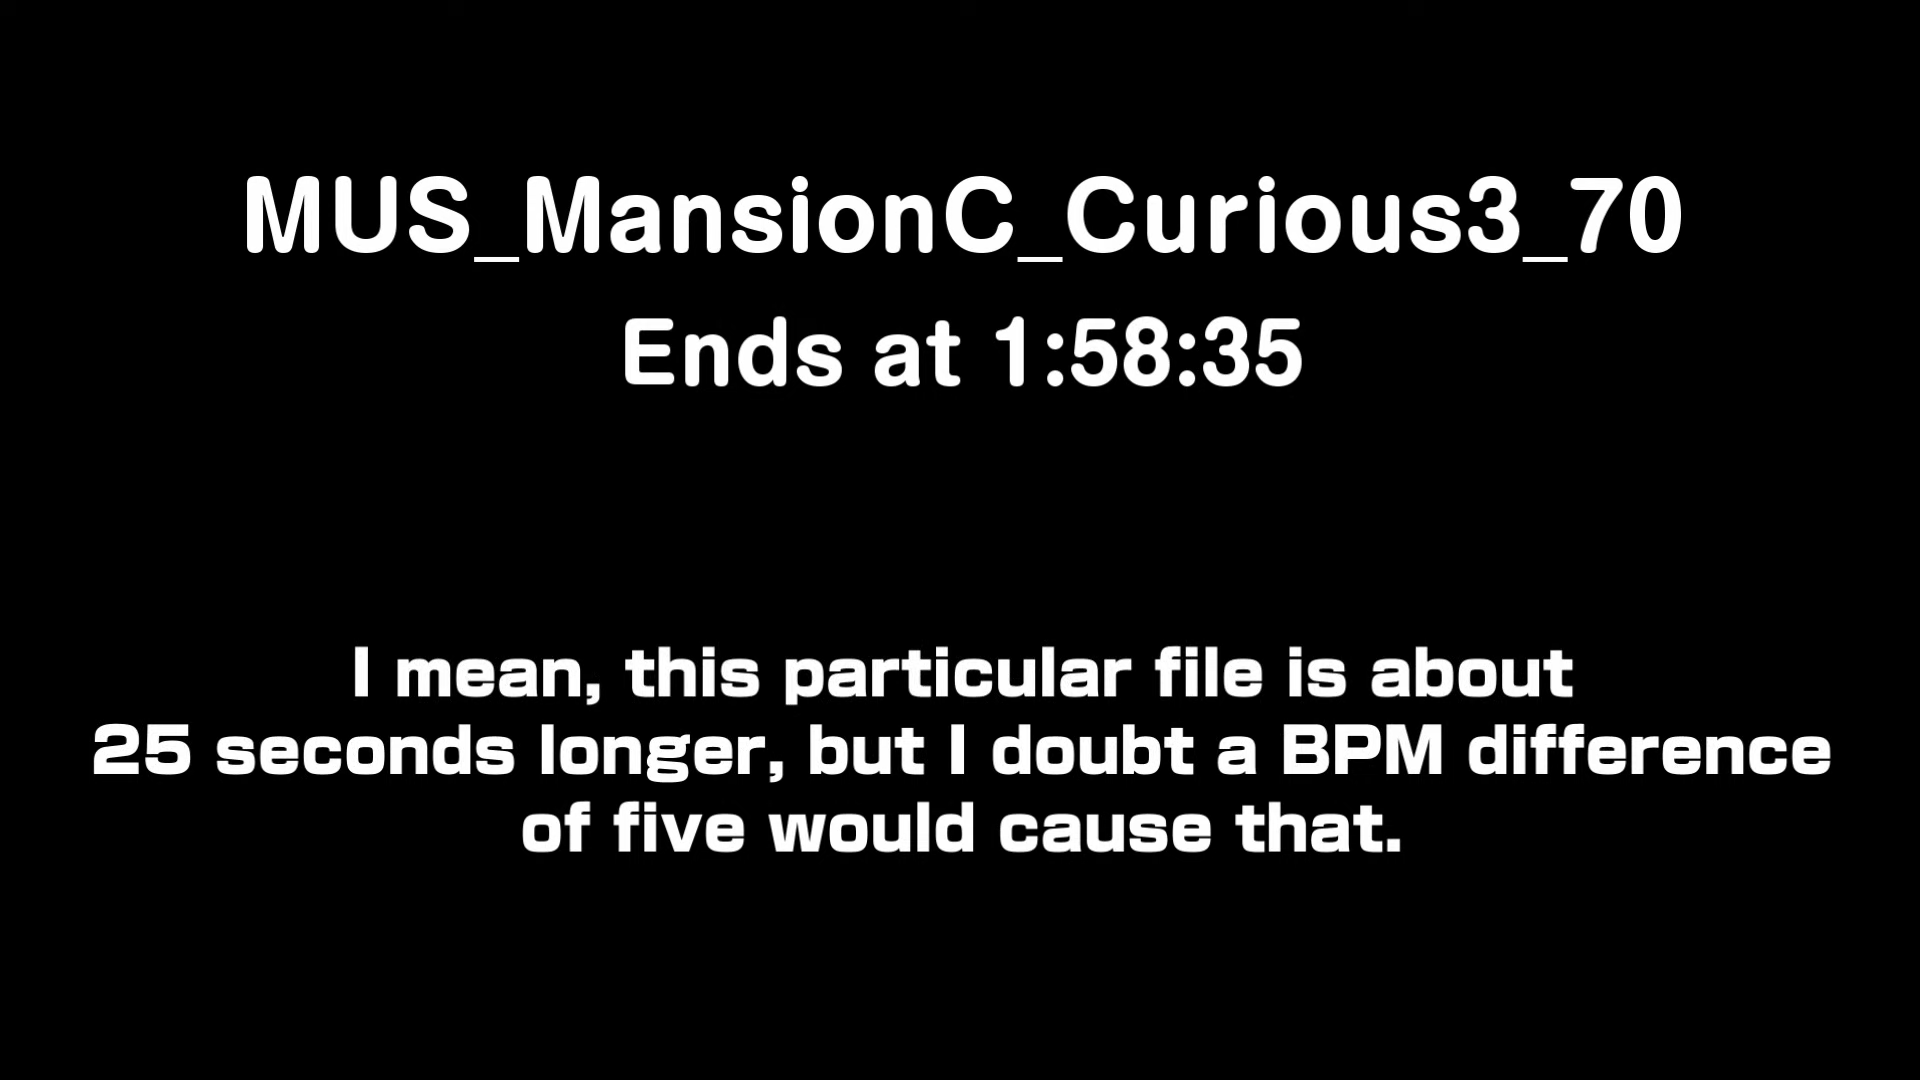 MUS_MansionC_Curious3_70
Ends at 1:58:35
I mean, this particular file is about
25 seconds longer, but I doubt a BPM difference
of five would cause that.